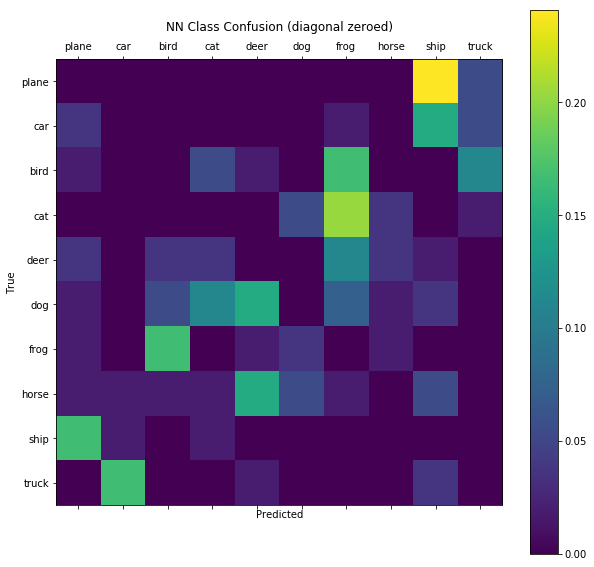 NN Class Confusion (diagonal zeroed)
plane car bird cat deer dog frog horse ship truck
plane
car
bird
cat
deer
dog
frog
horse
ship
truck
True
Predicted
0.20
0.15
0.10
0.05
0.00